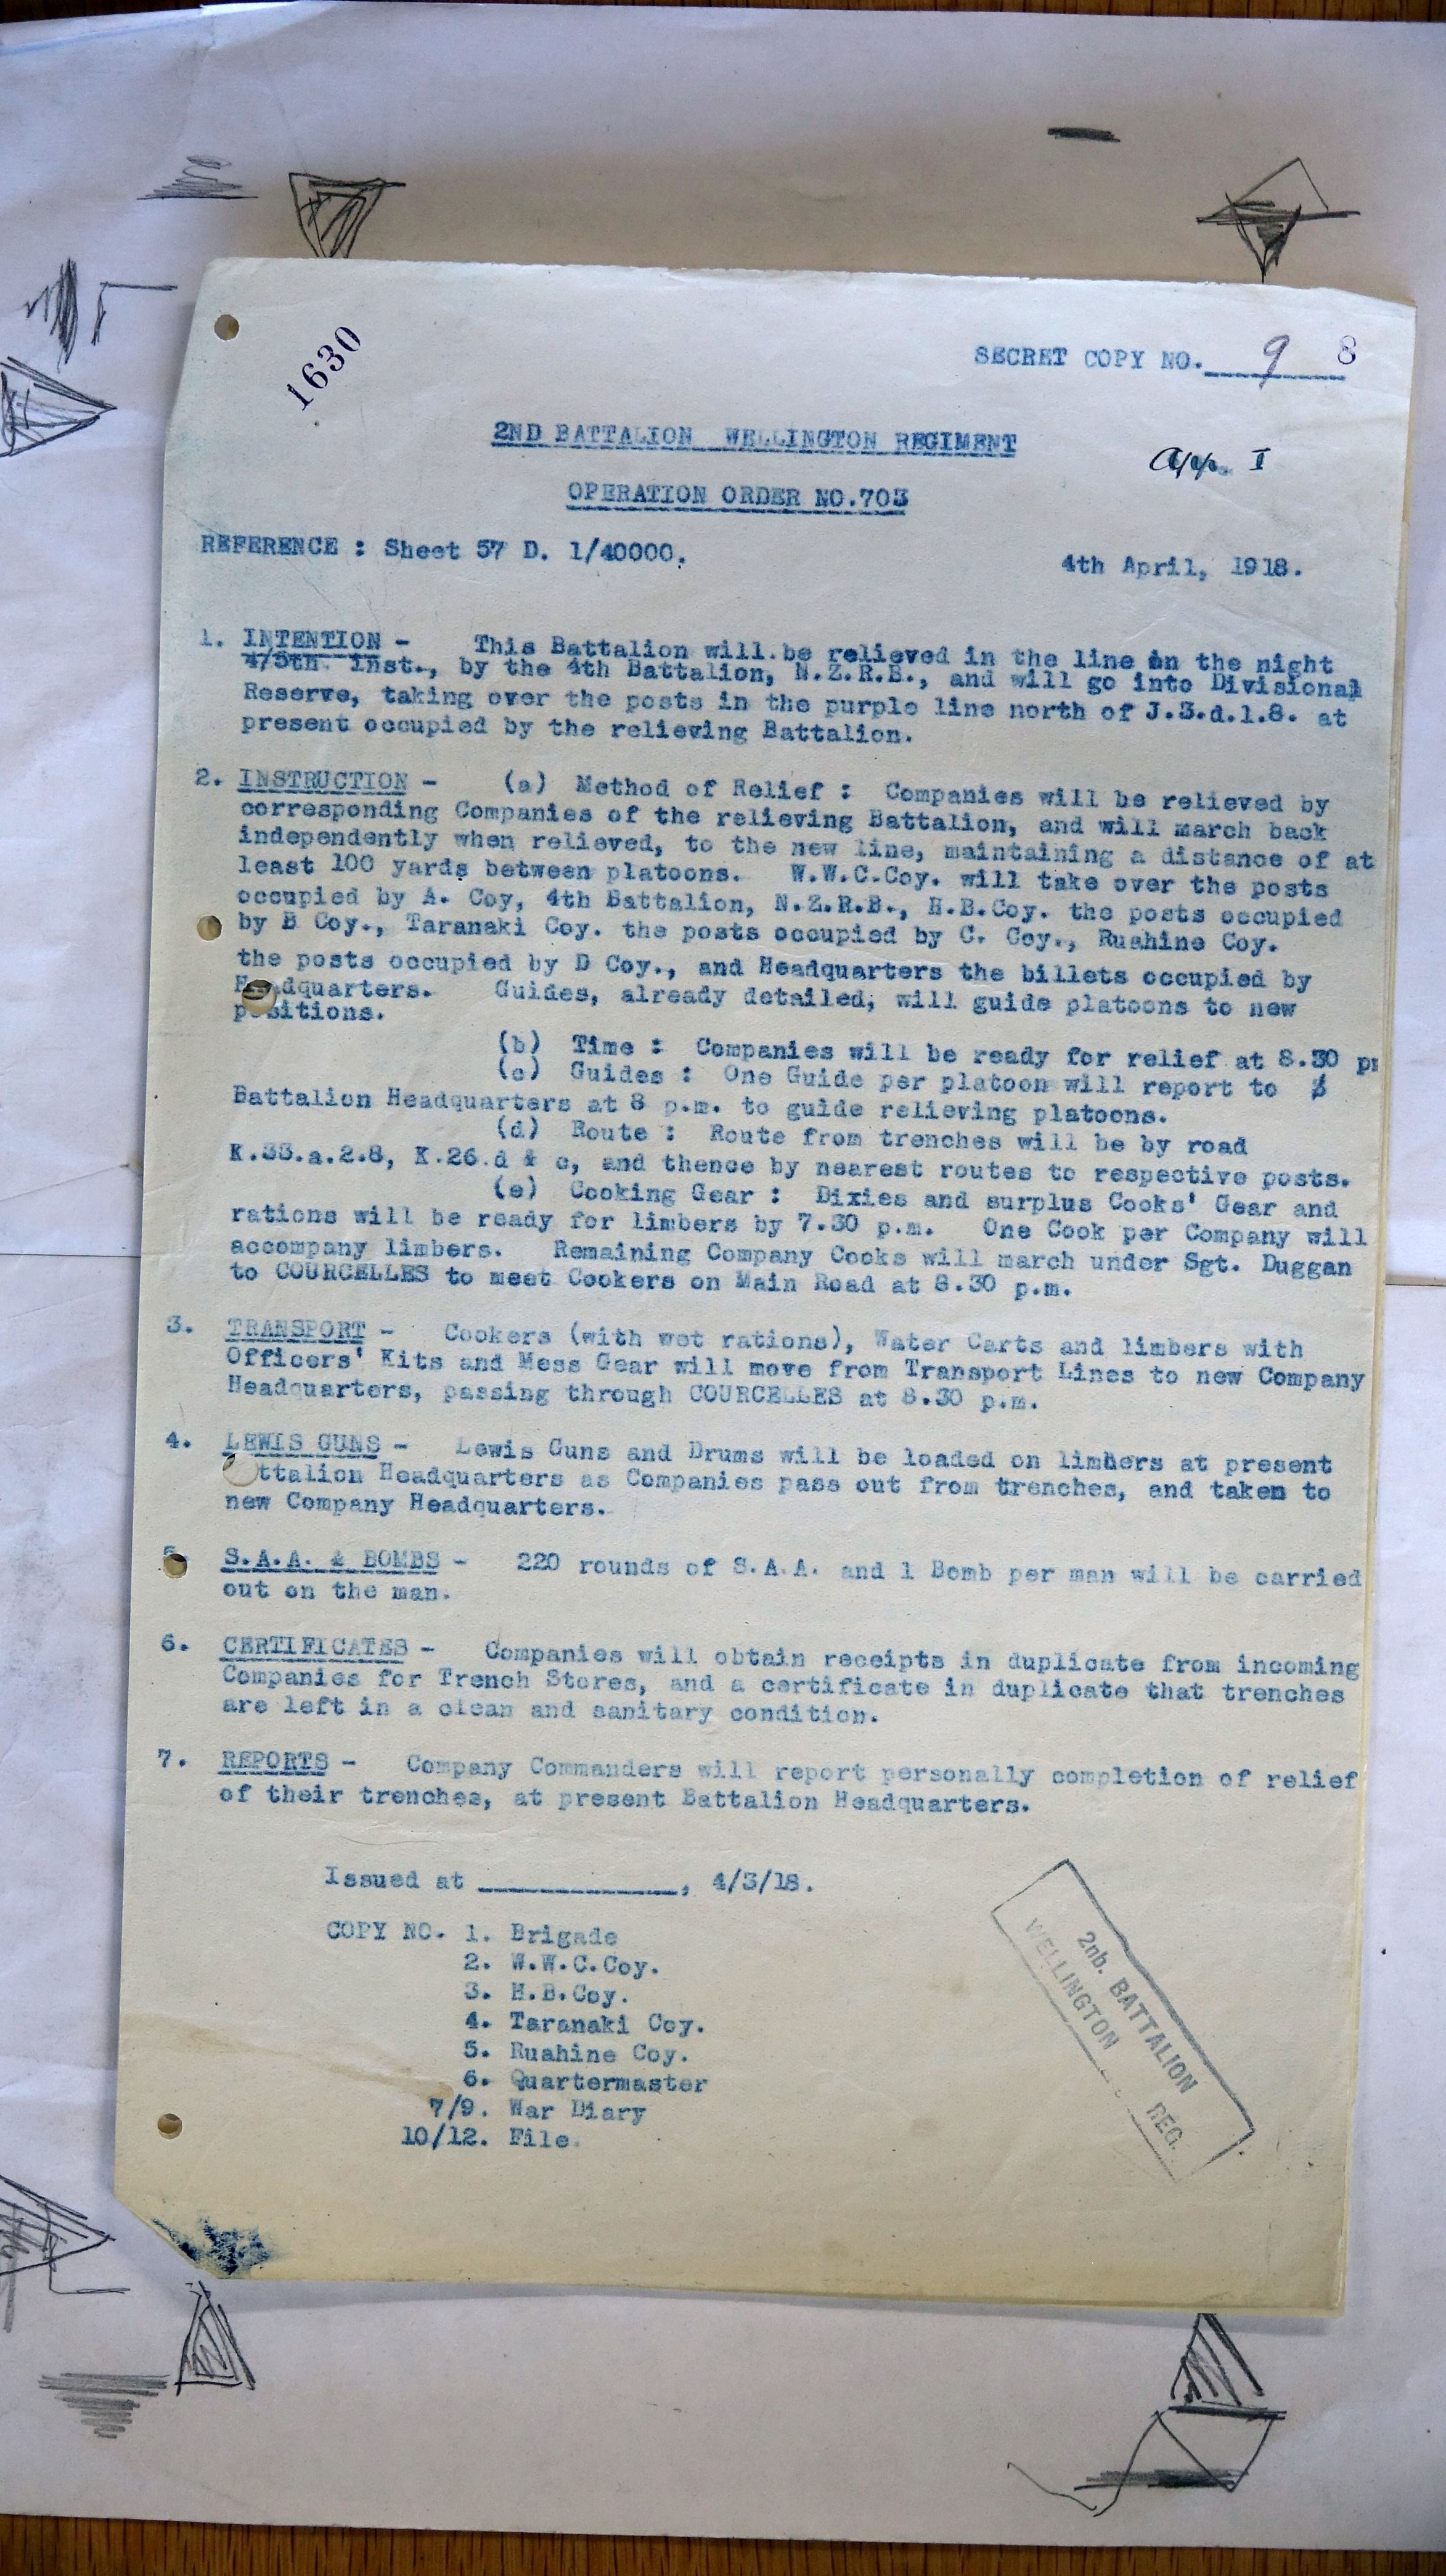 1630
SECRET COPY NO. 9 8
2ND BATTALION WELLINGTON REGIMENT
App. I
OPERATION ORDER NO.703
REFERENCE : Sheet 57 D. 1/40000.
4th April, 1918.
1. INTENTION - This Battalion will be relieved in the line on the night
4/5th. Inst., by the 4th Battalion, N.Z.R.B., and will go into Divisional
Reserve, taking over the posts in the purple line north of J.3.d.1.8. at
present occupied by the relieving Battalion.
2. INSTRUCTION - (a) Method of Relief : Companies will be relieved by
corresponding Companies of the relieving Battalion, and will march back
independently when relieved, to the new line, maintaining a distance of at
least 100 yards between platoons. W.W.C.Coy. will take over the posts
occupied by A. Coy, 4th Battalion, N.Z.R.B., H.B.Coy. the posts occupied
by B Coy., Taranaki Coy. the posts occupied by C. Coy., Ruahine Coy.
the posts occupied by D Coy., and Headquarters the billets occupied by
Headquarters. Guides, already detailed, will guide platoons to new
positions.
(b) Time : Companies will be ready for relief at 8.30 pm
(c) Guides : One Guide per platoon will report to
Battalion Headquarters at 8 p.m. to guide relieving platoons.
(d) Route : Route from trenches will be by road
K.33.a.2.8, K.26.d & c, and thence by nearest routes to respective posts.
(e) Cooking Gear : Dixies and surplus Cooks' Gear and
rations will be ready for limbers by 7.30 p.m. One Cook per Company will
accompany limbers. Remaining Company Cooks will march under Sgt. Duggan
to COURCELLES to meet Cookers on Main Road at 8.30 p.m.
3. TRANSPORT - Cookers (with wet rations), Water Carts and limbers with
Officers' Kits and Mess Gear will move from Transport Lines to new Company
Headquarters, passing through COURCELLES at 8.30 p.m.
4. LEWIS GUNS - Lewis Guns and Drums will be loaded on limbers at present
ttalion Headquarters as Companies pass out from trenches, and taken to
new Company Headquarters.
5. S.A.A. & BOMBS - 220 rounds of S.A.A. and 1 Bomb per man will be carried
out on the man.
6. CERTIFICATES - Companies will obtain receipts in duplicate from incoming
Companies for Trench Stores, and a certificate in duplicate that trenches
are left in a clean and sanitary condition.
7. REPORTS - Company Commanders will report personally completion of relief
of their trenches, at present Battalion Headquarters.
Issued at ____________, 4/3/18.
COPY NO. 1. Brigade
2. W.W.C.Coy.
3. H.B.Coy.
4. Taranaki Coy.
5. Ruahine Coy.
6. Quartermaster
7/9. War Diary
10/12. File.
2nb. BATTALION
WELLINGTON REG.